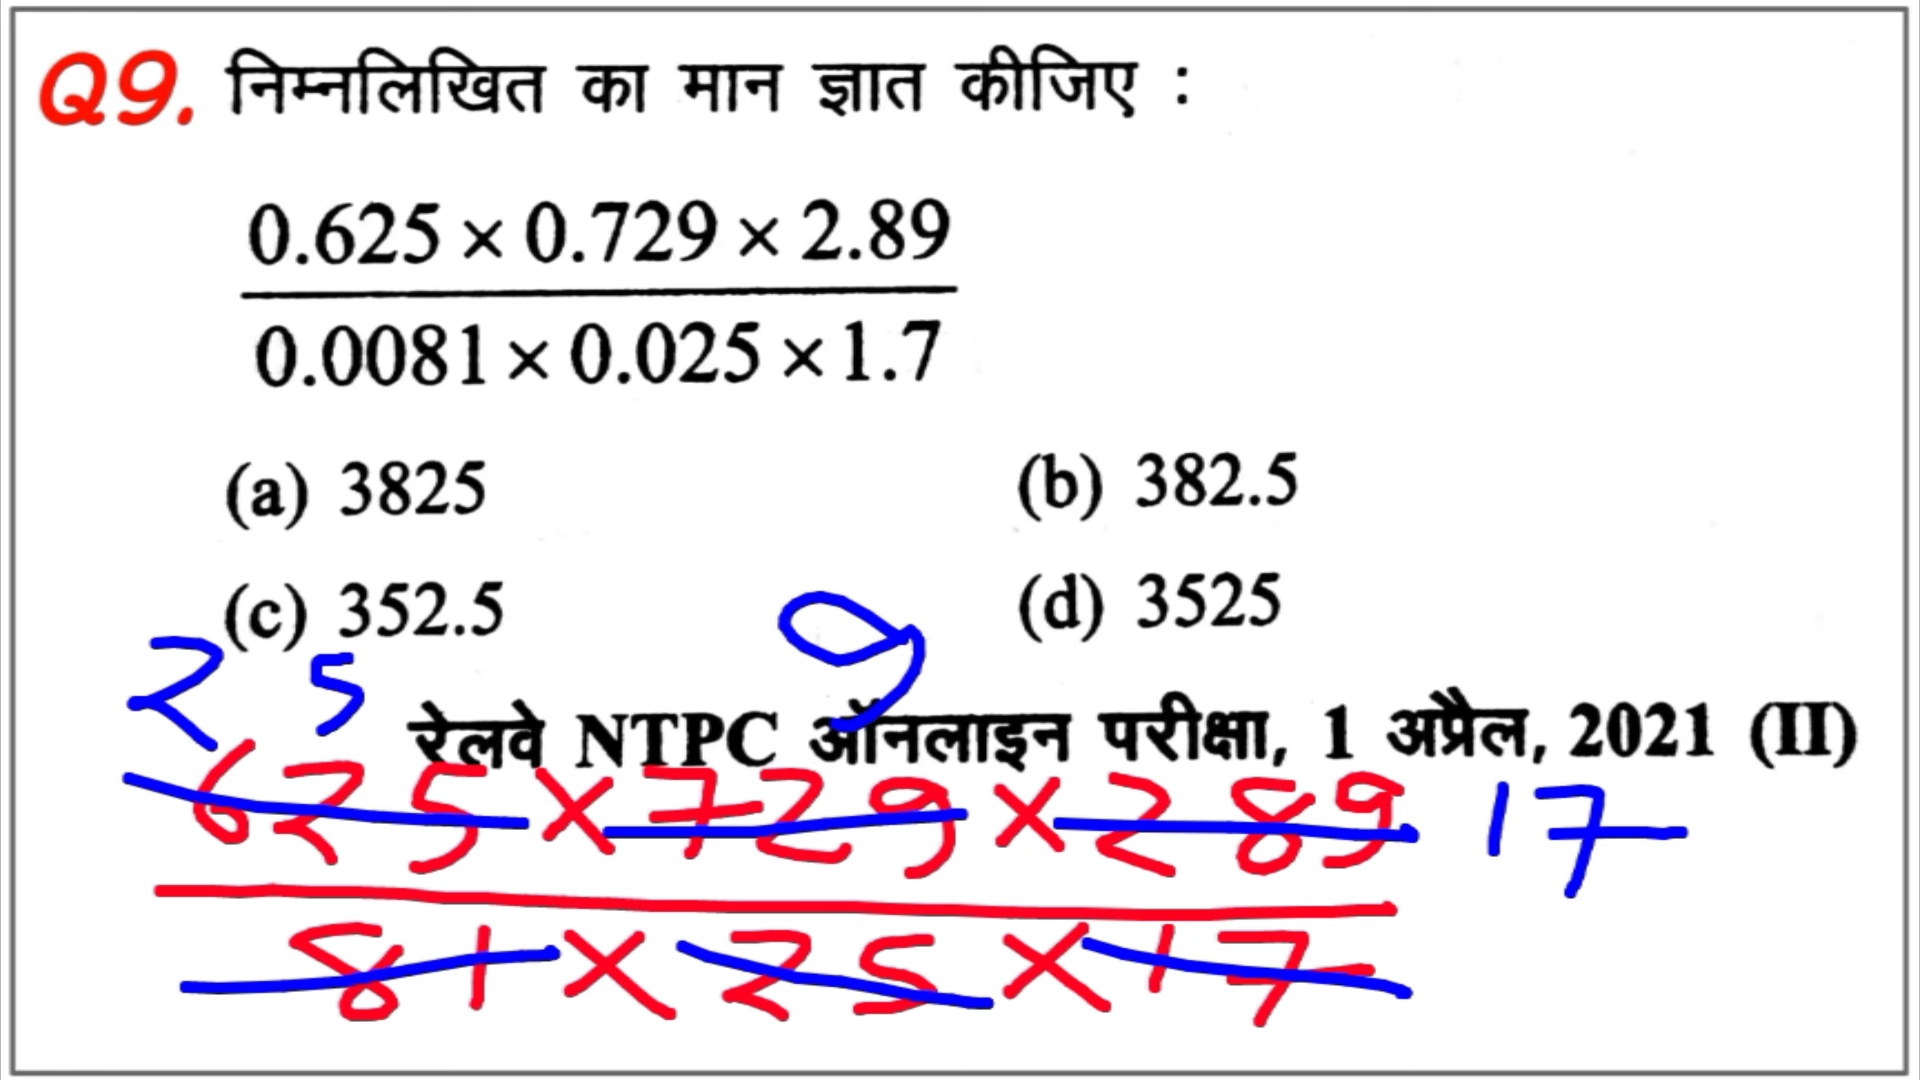 Q9. निम्नलिखित का मान ज्ञात कीजिए :
0.625 × 0.729 × 2.89
0.0081 × 0.025 × 1.7
(a) 3825 (b) 382.5
(c) 352.5 (d) 3525
25 9
रेलवे NTPC ऑनलाइन परीक्षा, 1 अप्रैल, 2021 (II)
625 × 729 × 289 17
81 × 25 × 17